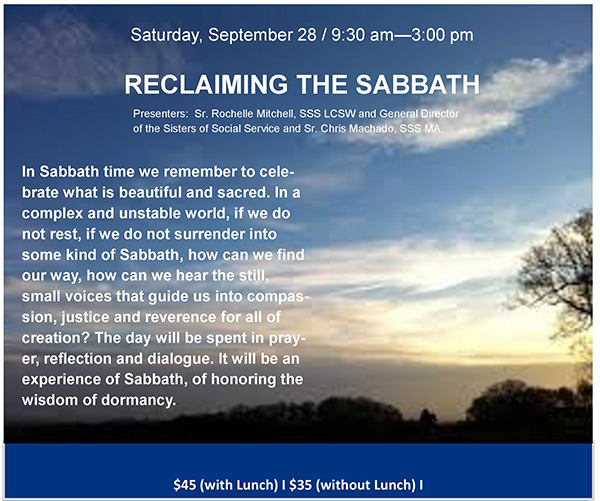 Saturday, September 28 / 9:30 am—3:00 pm
RECLAIMING THE SABBATH
Presenters:  Sr. Rochelle Mitchell, SSS LCSW and General Director
of the Sisters of Social Service and Sr. Chris Machado, SSS MA.
In Sabbath time we remember to cele-
brate what is beautiful and sacred. In a
complex and unstable world, if we do
not rest, if we do not surrender into
some kind of Sabbath, how can we find
our way, how can we hear the still,
small voices that guide us into compas-
sion, justice and reverence for all of
creation? The day will be spent in pray-
er, reflection and dialogue. It will be an
experience of Sabbath, of honoring the
wisdom of dormancy.
$45 (with Lunch) I $35 (without Lunch) I